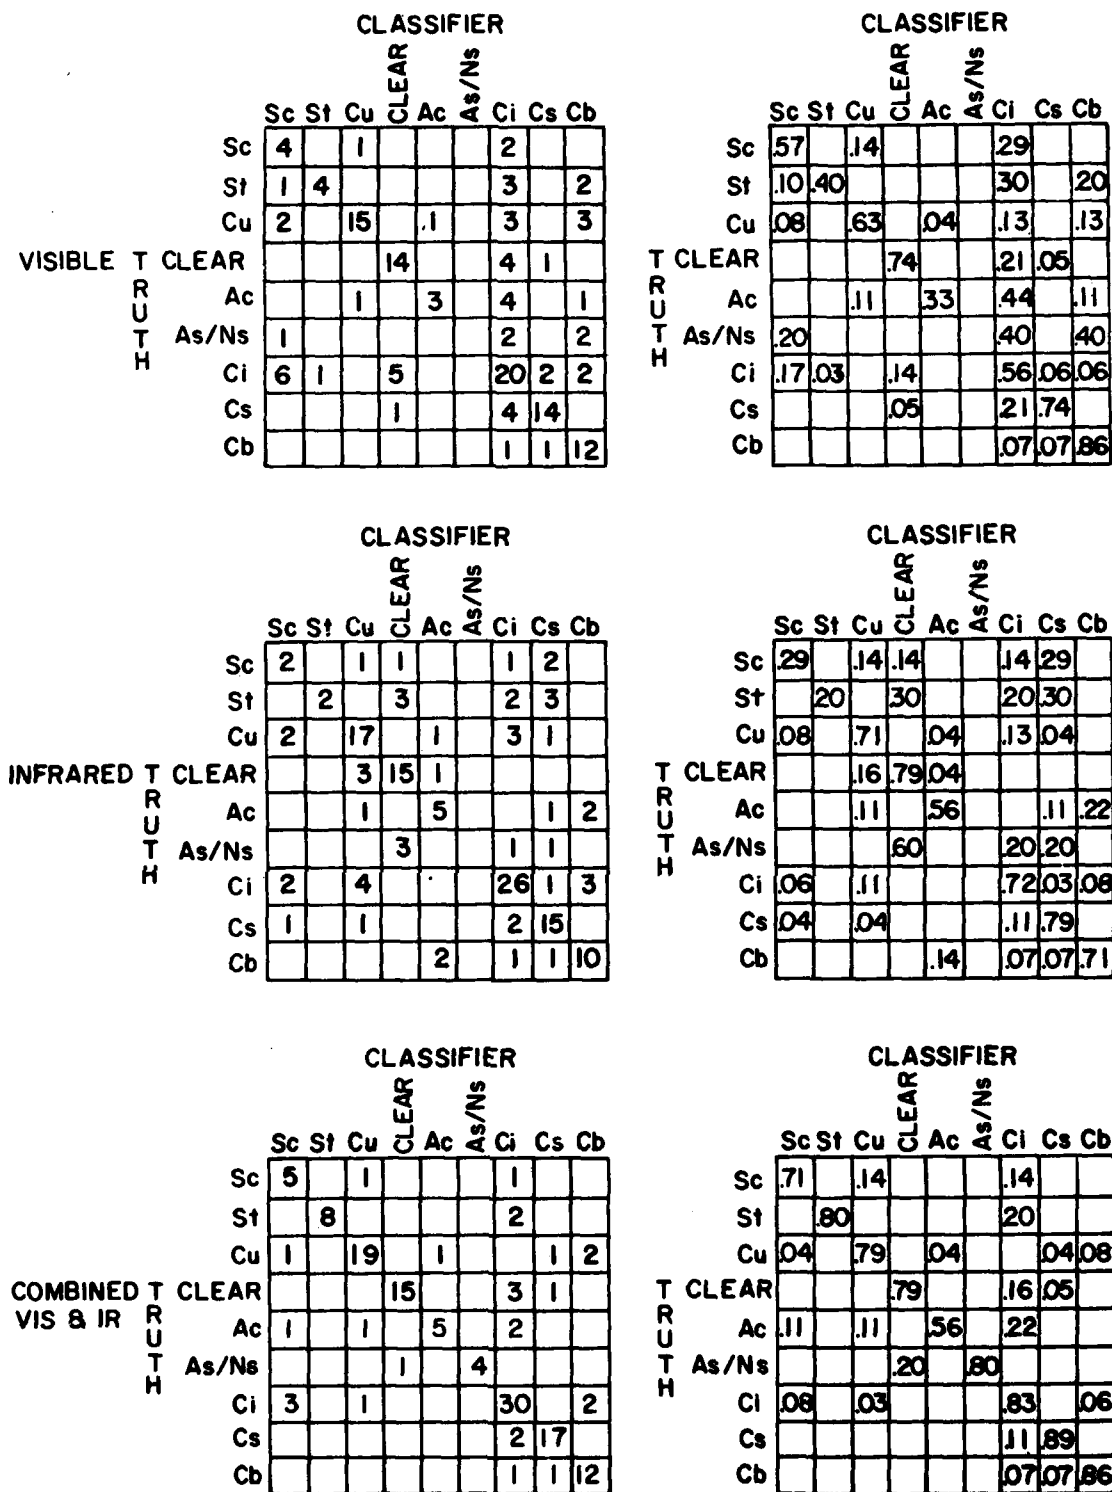 CLASSIFIER
Sc St Cu CLEAR Ac As/Ns Ci Cs Cb
Sc 4 1 2
St 1 4 3 2
Cu 2 15 .1 3 3
VISIBLE TRUTH
CLEAR 14 4 1
Ac 1 3 4 1
As/Ns 1 2 2
Ci 6 1 5 20 2 2
Cs 1 4 14
Cb 1 1 12
CLASSIFIER
Sc St Cu CLEAR Ac As/Ns Ci Cs Cb
Sc .57 .14 .29
St .10 .40 .30 .20
Cu .08 .63 .04 .13 .13
TRUTH
CLEAR .74 .21 .05
Ac .11 .33 .44 .11
As/Ns .20 .40 .40
Ci .17 .03 .14 .56 .06 .06
Cs .05 .21 .74
Cb .07 .07 .86
CLASSIFIER
Sc St Cu CLEAR Ac As/Ns Ci Cs Cb
Sc 2 1 1 1 2
St 2 3 2 3
Cu 2 17 1 3 1
INFRARED TRUTH
CLEAR 3 15 1
Ac 1 5 1 2
As/Ns 3 1 1
Ci 2 4 26 1 3
Cs 1 1 2 15
Cb 2 1 1 10
CLASSIFIER
Sc St Cu CLEAR Ac As/Ns Ci Cs Cb
Sc .29 .14 .14 .14 .29
St .20 .30 .20 .30
Cu .08 .71 .04 .13 .04
TRUTH
CLEAR .16 .79 .04
Ac .11 .56 .11 .22
As/Ns .60 .20 .20
Ci .06 .11 .72 .03 .08
Cs .04 .04 .11 .79
Cb .14 .07 .07 .71
CLASSIFIER
Sc St Cu CLEAR Ac As/Ns Ci Cs Cb
Sc 5 1 1
St 8 2
Cu 1 19 1 1 2
COMBINED VIS & IR TRUTH
CLEAR 15 3 1
Ac 1 1 5 2
As/Ns 1 4
Ci 3 1 30 2
Cs 2 17
Cb 1 1 12
CLASSIFIER
Sc St Cu CLEAR Ac As/Ns Ci Cs Cb
Sc .71 .14 .14
St .80 .20
Cu .04 .79 .04 .04 .08
TRUTH
CLEAR .79 .16 .05
Ac .11 .11 .56 .22
As/Ns .20 .80
Ci .08 .03 .83 .06
Cs .11 .89
Cb .07 .07 .86